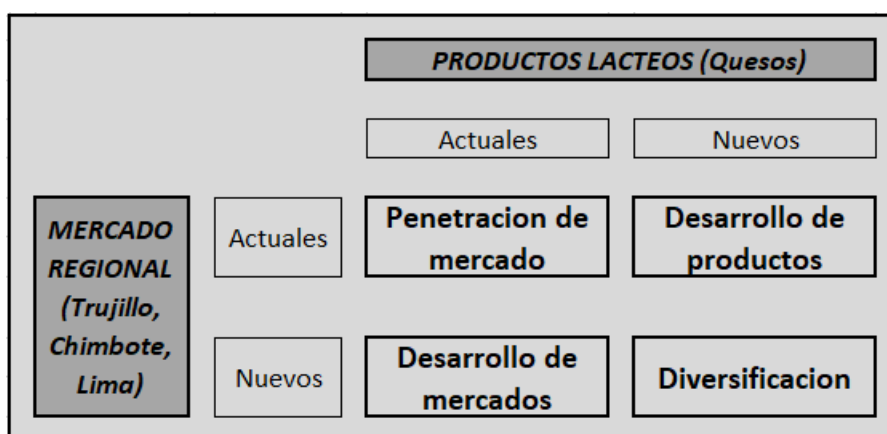 PRODUCTOS LACTEOS (Quesos)
Actuales
Nuevos
MERCADO
REGIONAL
(Trujillo,
Chimbote,
Lima)
Actuales
Penetracion de
mercado
Desarrollo de
productos
Nuevos
Desarrollo de
mercados
Diversificacion